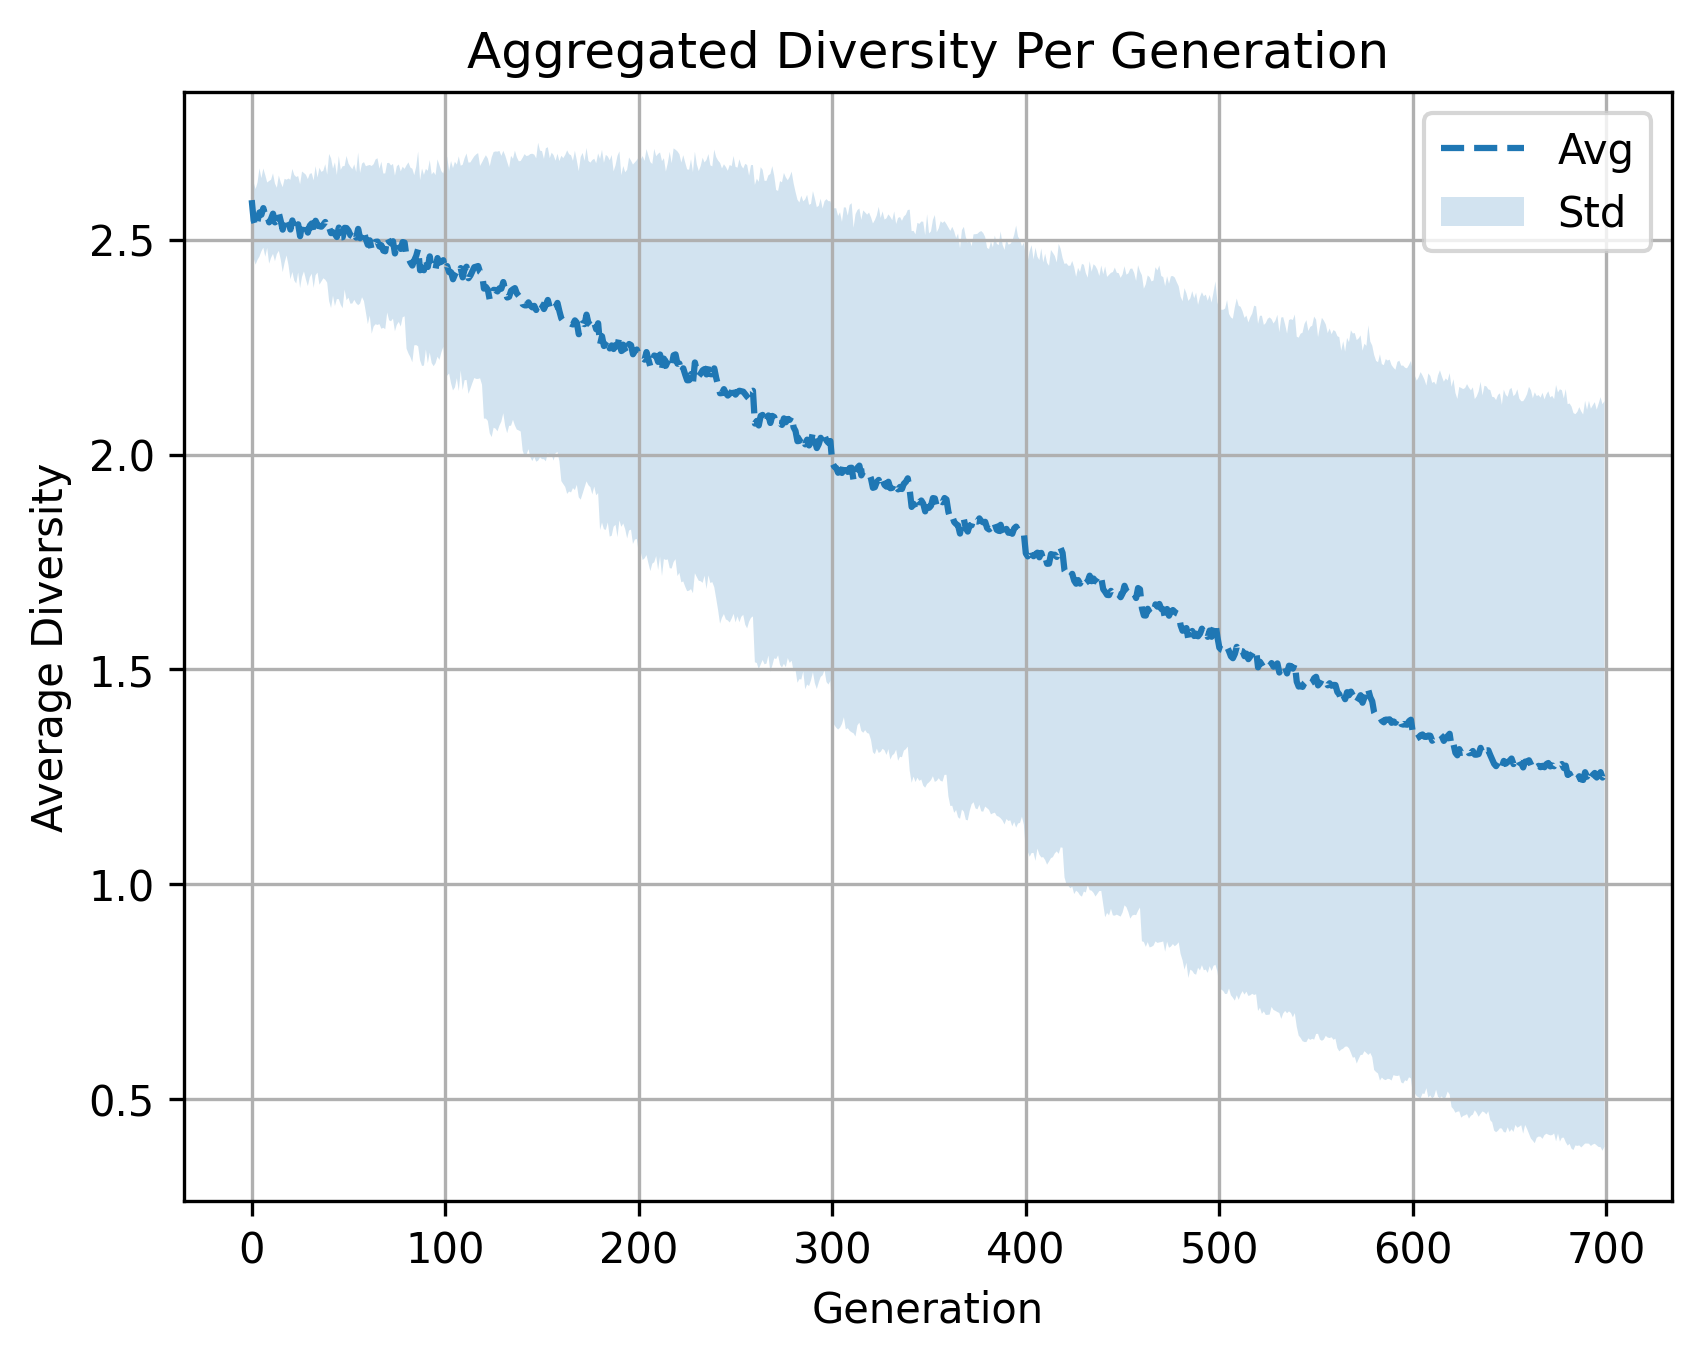 Aggregated Diversity Per Generation
Avg
Std
Average Diversity
2.5
2.0
1.5
1.0
0.5
0 100 200 300 400 500 600 700
Generation